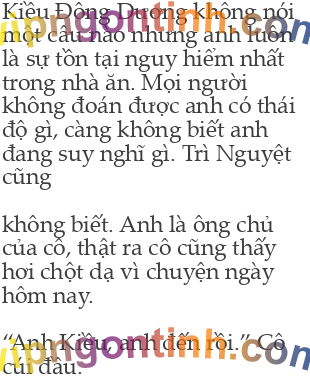 Kiều Đông Dương không nói
một câu nào nhưng anh luôn
là sự tồn tại nguy hiểm nhất
trong nhà ăn. Mọi người
không đoán được anh có thái
độ gì, càng không biết anh
đang suy nghĩ gì. Trì Nguyệt
cũng
không biết. Anh là ông chủ
của cô, thật ra cô cũng thấy
hơi chột dạ vì chuyện ngày
hôm nay.
“Anh Kiều, anh đến rồi.” Cô
cúi đầu.
vipngontinh.com
vipngontinh.com